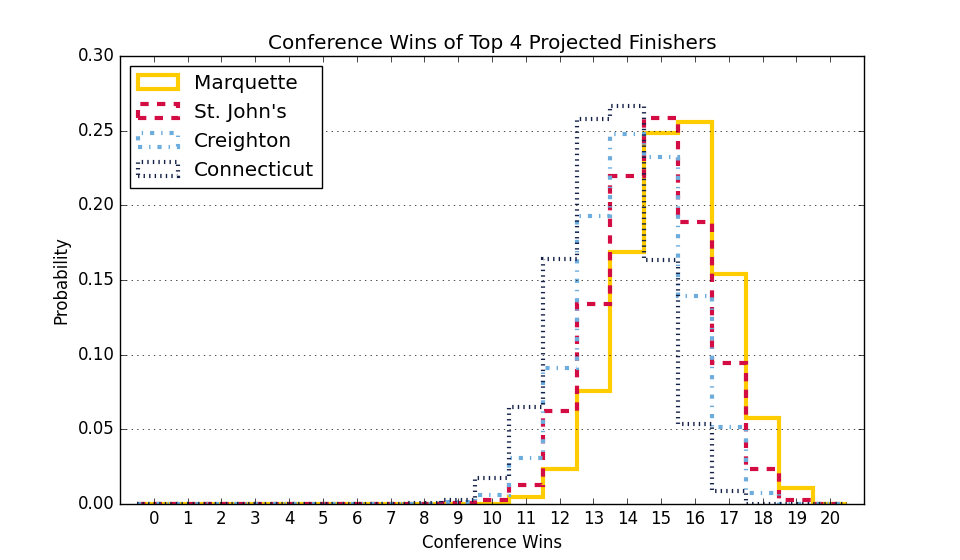 Conference Wins of Top 4 Projected Finishers
0.30
0.25
0.20
0.15
0.10
0.05
0.00
Probability
Marquette
St. John's
Creighton
Connecticut
0 1 2 3 4 5 6 7 8 9 10 11 12 13 14 15 16 17 18 19 20
Conference Wins